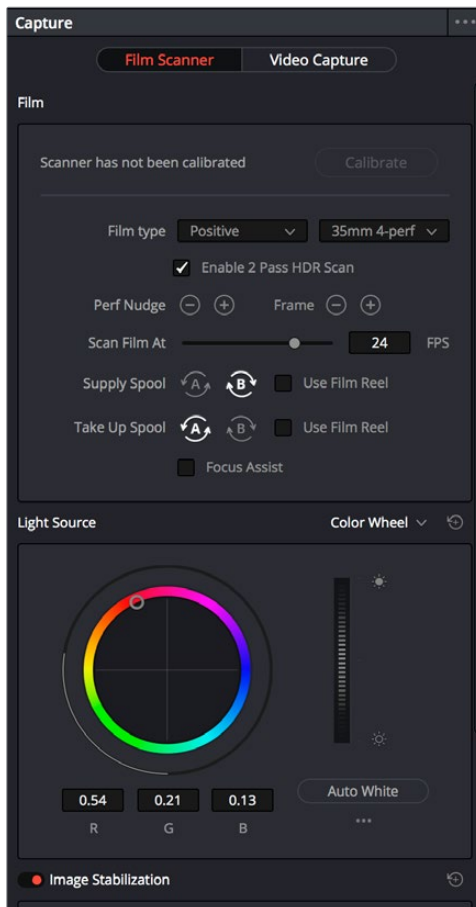 Capture
Film Scanner Video Capture
Film
Scanner has not been calibrated Calibrate
Film type Positive 35mm 4-perf
Enable 2 Pass HDR Scan
Perf Nudge Frame
Scan Film At 24 FPS
Supply Spool A B Use Film Reel
Take Up Spool A B Use Film Reel
Focus Assist
Light Source Color Wheel
0.54 0.21 0.13 Auto White
R G B
Image Stabilization